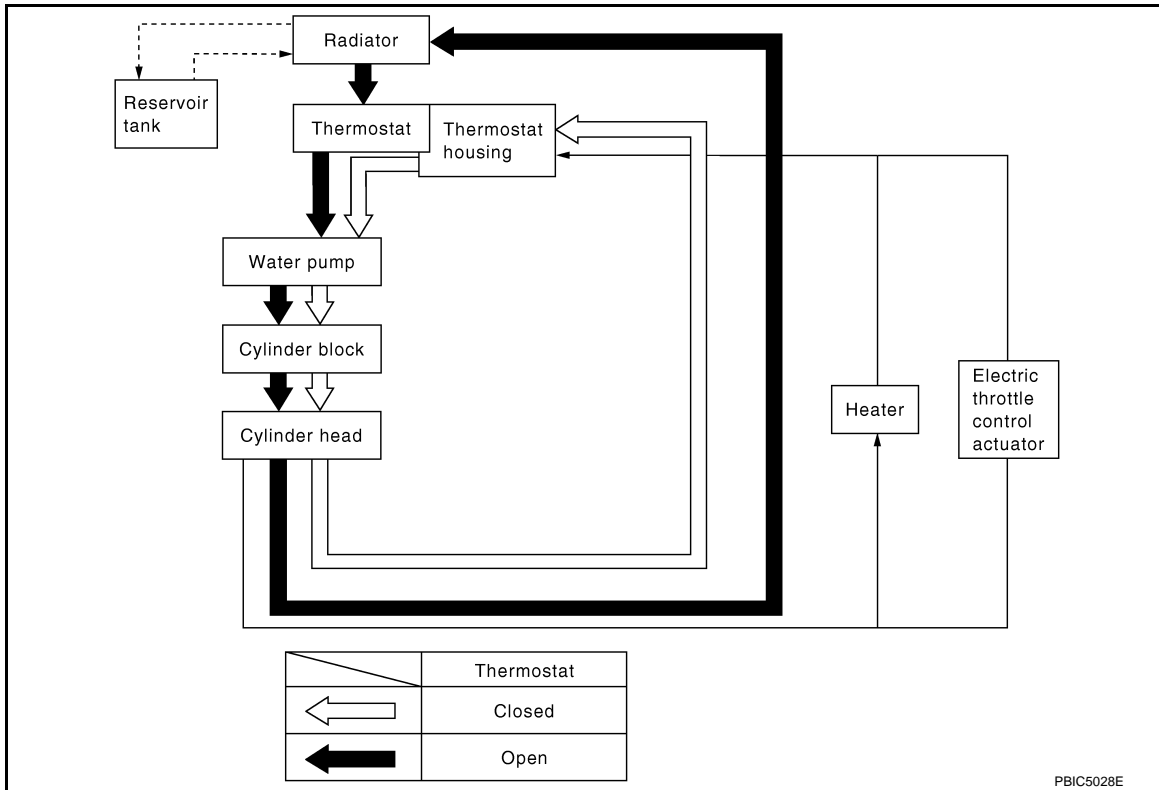 Radiator
Reservoir
tank
Thermostat
Thermostat
housing
Water pump
Cylinder block
Cylinder head
Heater
Electric
throttle
control
actuator
Thermostat
Closed
Open
PBIC5028E